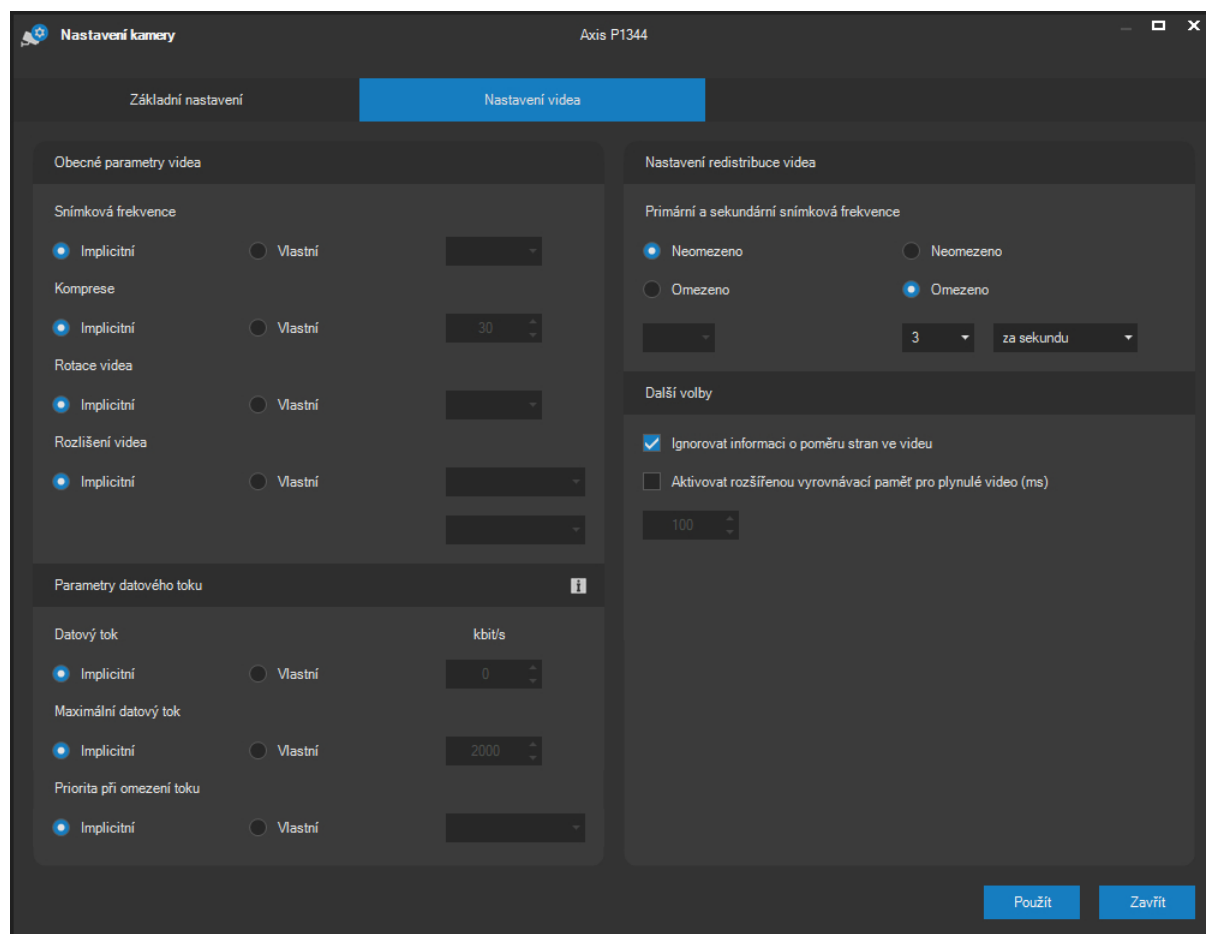 Nastavení kamery
Axis P1344
Základní nastavení
Nastavení videa
Obecné parametry videa
Snímková frekvence
Implicitní Vlastní
Komprese
Implicitní Vlastní 30
Rotace videa
Implicitní Vlastní
Rozlišení videa
Implicitní Vlastní
Parametry datového toku
Datový tok kbit/s
Implicitní Vlastní 0
Maximální datový tok
Implicitní Vlastní 2000
Priorita při omezení toku
Implicitní Vlastní
Nastavení redistribuce videa
Primární a sekundární snímková frekvence
Neomezeno Neomezeno
Omezeno Omezeno
3 za sekundu
Další volby
Ignorovat informaci o poměru stran ve videu
Aktivovat rozšířenou vyrovnávací paměť pro plynulé video (ms)
100
Použít Zavřít